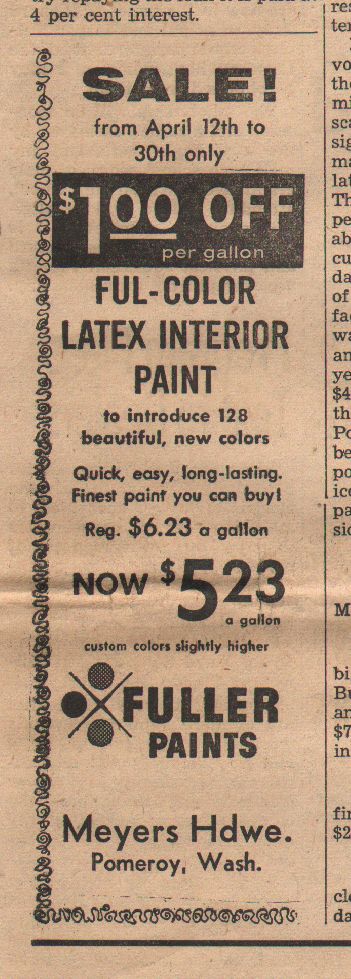 4 per cent interest.
SALE!
from April 12th to
30th only
$1.00 OFF
per gallon
FUL-COLOR
LATEX INTERIOR
PAINT
to introduce 128
beautiful, new colors
Quick, easy, long-lasting.
Finest paint you can buy!
Reg. $6.23 a gallon
NOW $5.23
a gallon
custom colors slightly higher
FULLER
PAINTS
Meyers Hdwe.
Pomeroy, Wash.